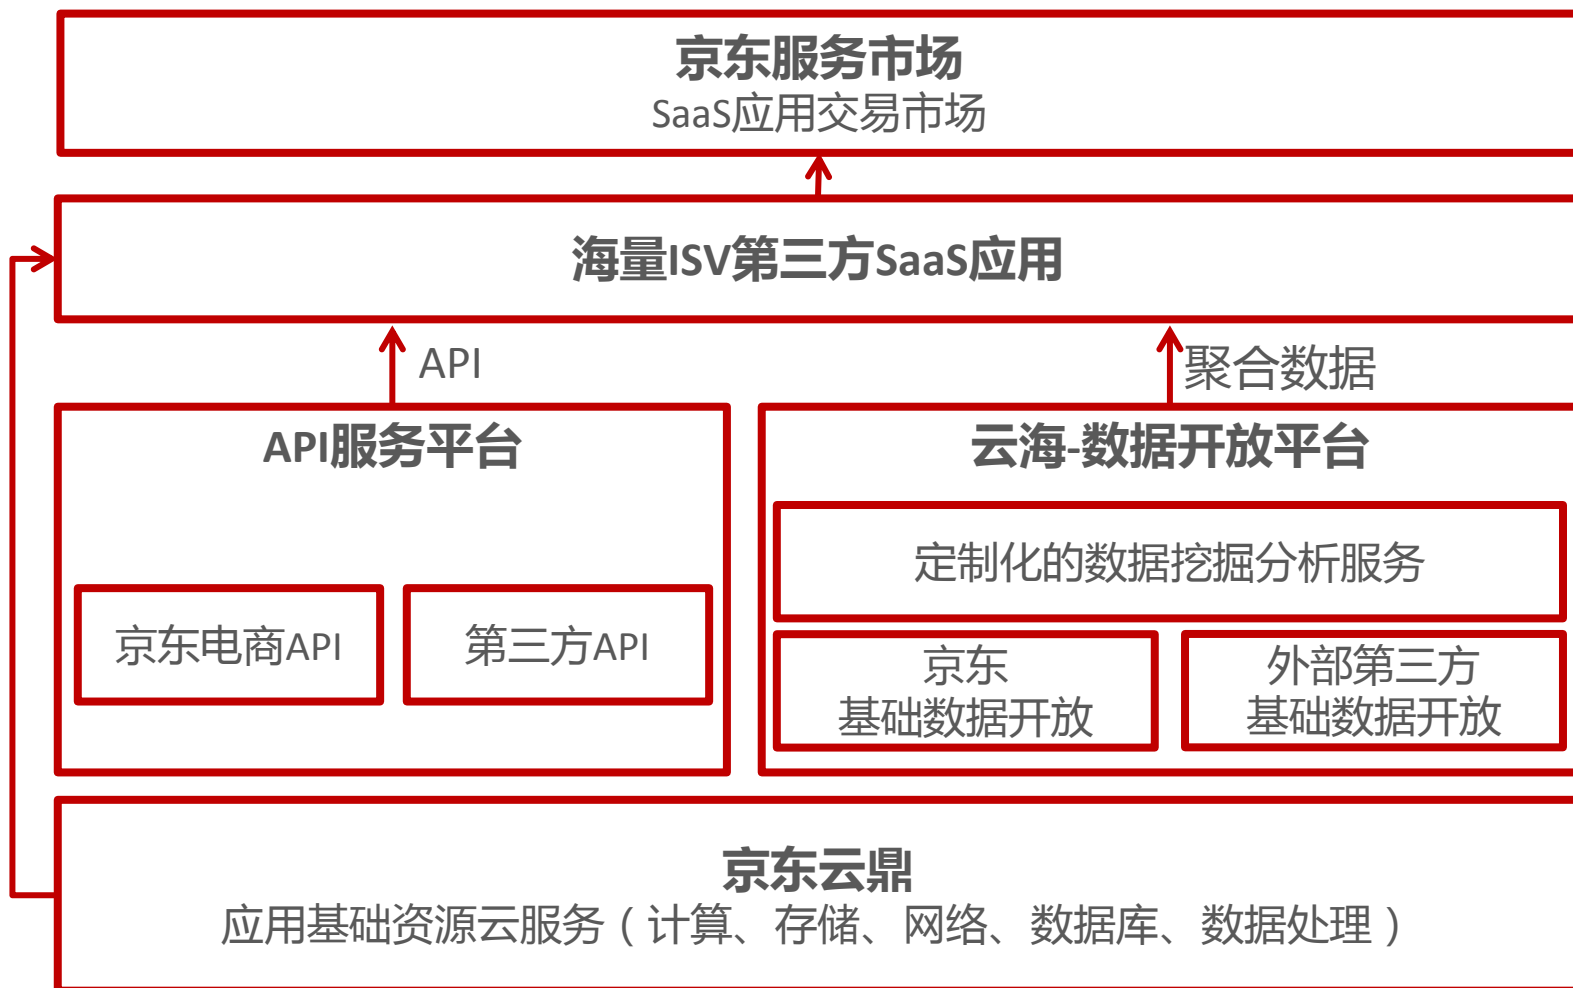 京东服务市场
SaaS应用交易市场
海量ISV第三方SaaS应用
API
聚合数据
API服务平台
京东电商API
第三方API
云海-数据开放平台
定制化的数据挖掘分析服务
京东
基础数据开放
外部第三方
基础数据开放
京东云鼎
应用基础资源云服务（计算、存储、网络、数据库、数据处理）